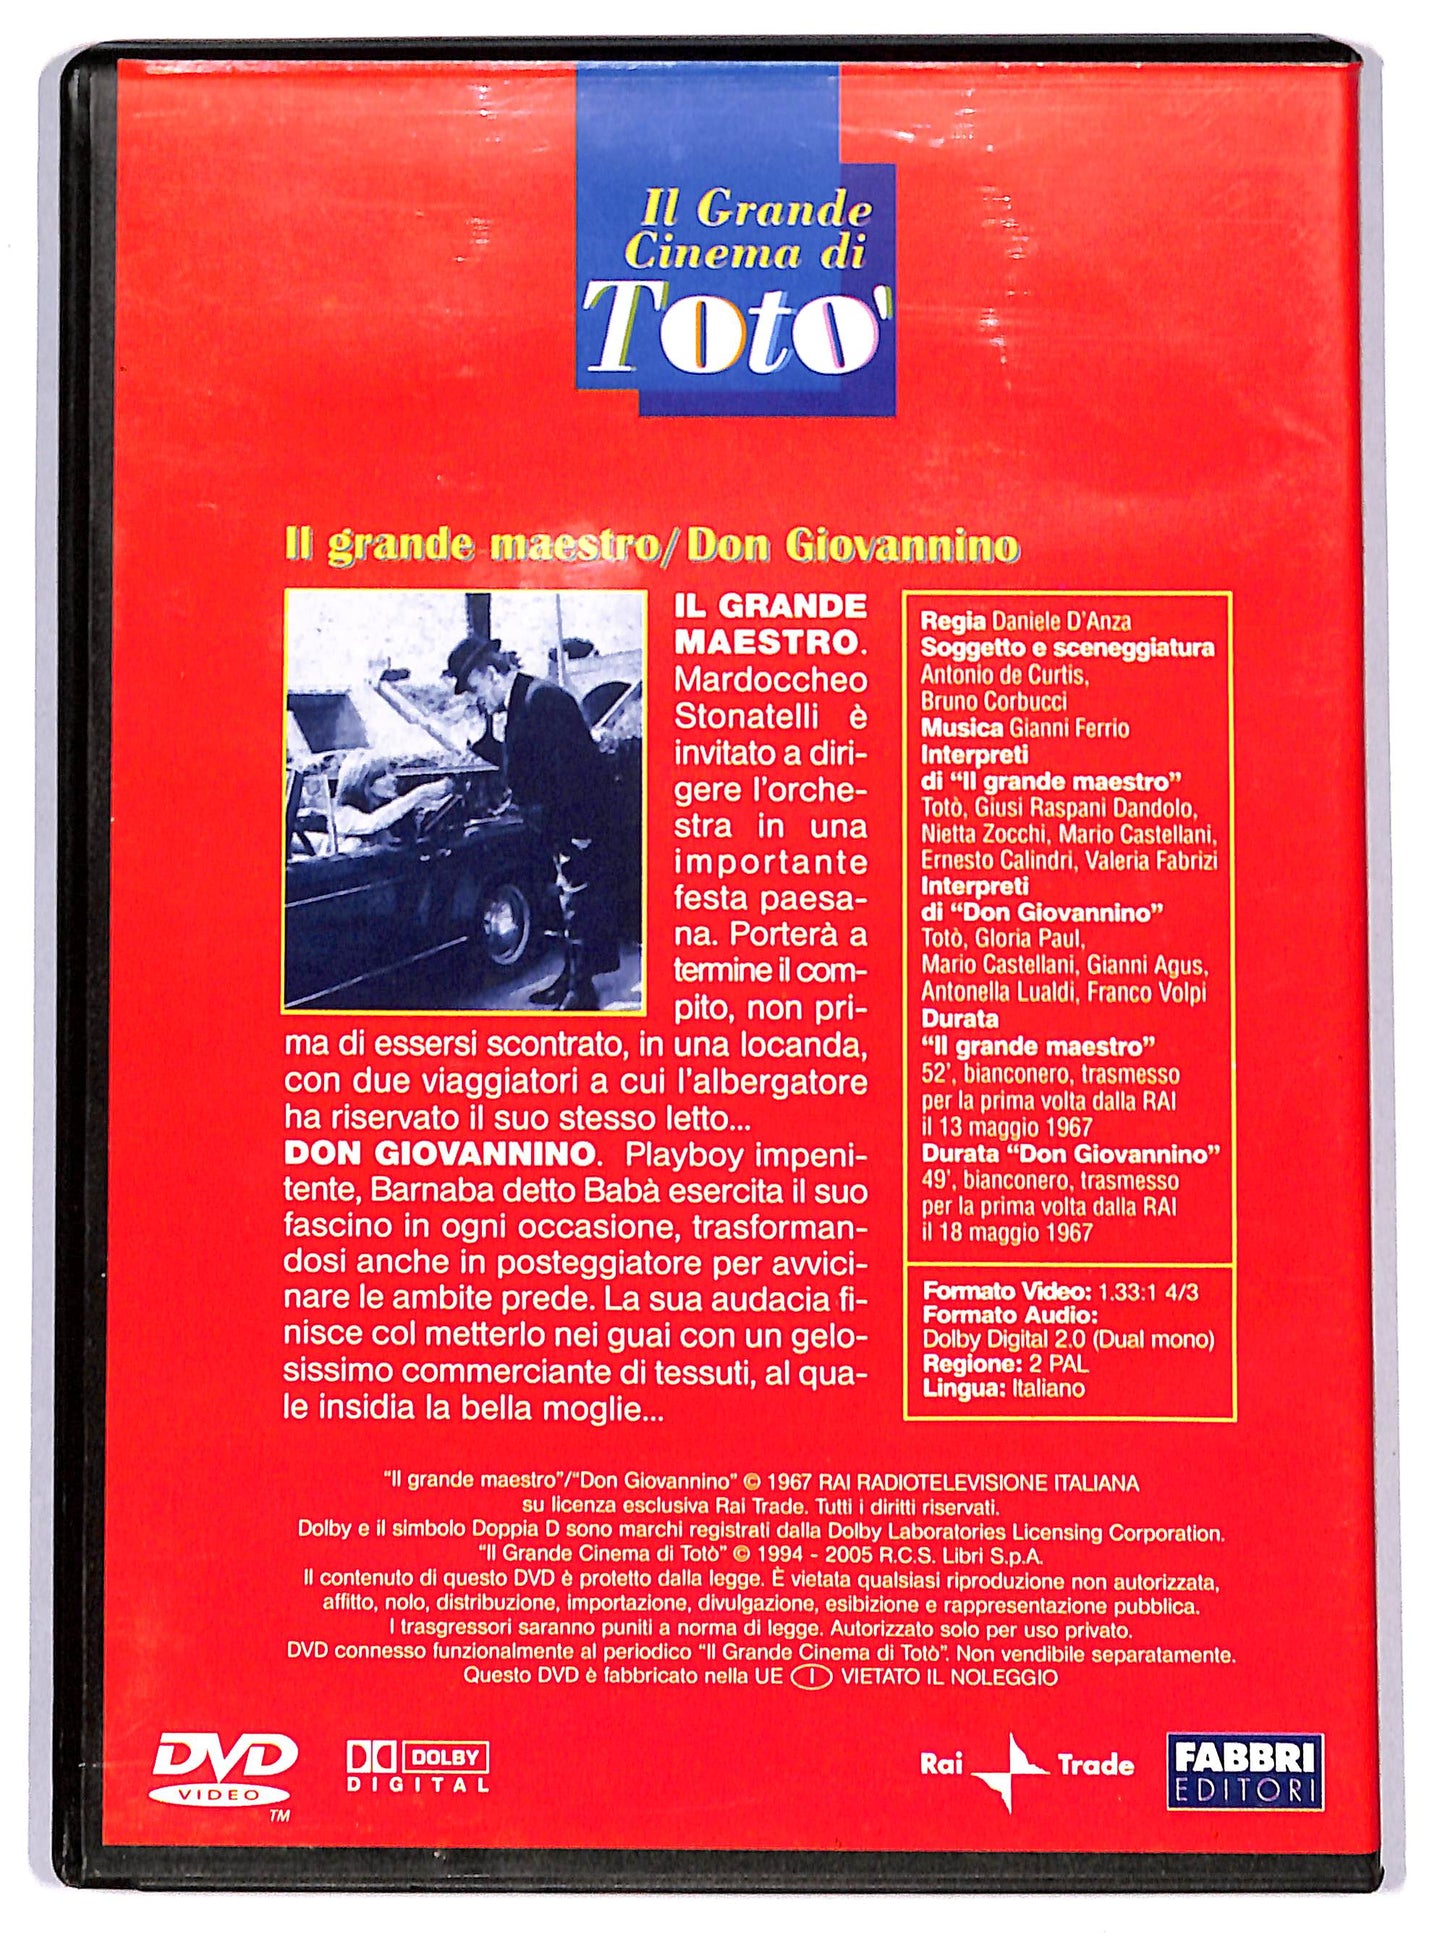 Il Grande
Cinema di
Totò
Il grande maestro/Don Giovannino
IL GRANDE
MAESTRO.
Mardoccheo
Stonatelli è
invitato a diri-
gere l'orche-
stra in una
importante
festa paesa-
na. Porterà a
termine il com-
pito, non pri-
ma di essersi scontrato, in una locanda,
con due viaggiatori a cui l'albergatore
ha riservato il suo stesso letto...
DON GIOVANNINO. Playboy impeni-
tente, Barnaba detto Babà esercita il suo
fascino in ogni occasione, trasforman-
dosi anche in posteggiatore per avvici-
nare le ambite prede. La sua audacia fi-
nisce col metterlo nei guai con un gelo-
sissimo commerciante di tessuti, al qua-
le insidia la bella moglie...
Regia Daniele D'Anza
Soggetto e sceneggiatura
Antonio de Curtis,
Bruno Corbucci
Musica Gianni Ferrio
Interpreti
di "Il grande maestro"
Totò, Giusi Raspani Dandolo,
Nietta Zocchi, Mario Castellani,
Ernesto Calindri, Valeria Fabrizi
Interpreti
di "Don Giovannino"
Totò, Gloria Paul,
Mario Castellani, Gianni Agus,
Antonella Lualdi, Franco Volpi
Durata
"Il grande maestro"
52', bianconero, trasmesso
per la prima volta dalla RAI
il 13 maggio 1967
Durata "Don Giovannino"
49', bianconero, trasmesso
per la prima volta dalla RAI
il 18 maggio 1967
Formato Video: 1.33:1 4/3
Formato Audio:
Dolby Digital 2.0 (Dual mono)
Regione: 2 PAL
Lingua: Italiano
"Il grande maestro"/"Don Giovannino" © 1967 RAI RADIOTELEVISIONE ITALIANA
su licenza esclusiva Rai Trade. Tutti i diritti riservati.
Dolby e il simbolo Doppia D sono marchi registrati dalla Dolby Laboratories Licensing Corporation.
"Il Grande Cinema di Totò" © 1994 - 2005 R.C.S. Libri S.p.A.
Il contenuto di questo DVD è protetto dalla legge. È vietata qualsiasi riproduzione non autorizzata,
affitto, nolo, distribuzione, importazione, divulgazione, esibizione e rappresentazione pubblica.
I trasgressori saranno puniti a norma di legge. Autorizzato solo per uso privato.
DVD connesso funzionalmente al periodico "Il Grande Cinema di Totò". Non vendibile separatamente.
Questo DVD è fabbricato nella UE I VIETATO IL NOLEGGIO
DVD
VIDEO
TM
DOLBY
DIGITAL
Rai Trade
FABBRI
EDITORI